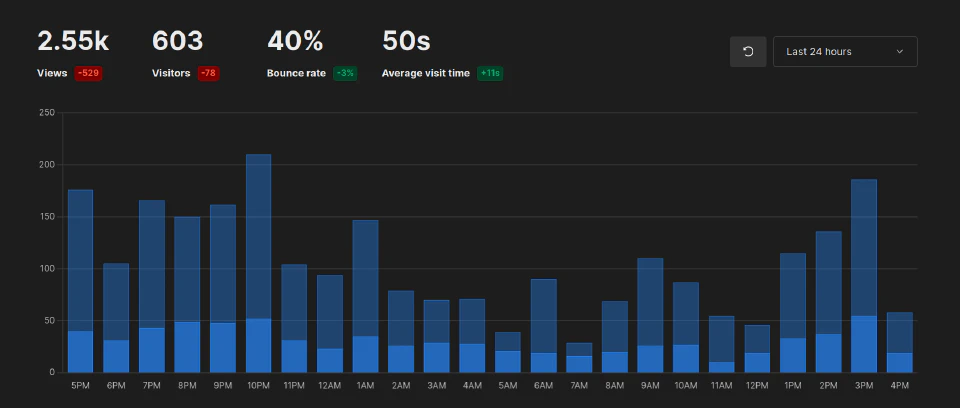 2.55k 603 40% 50s
Views -529 Visitors -78 Bounce rate -3% Average visit time +11s
Last 24 hours
250
200
150
100
50
0
5PM 6PM 7PM 8PM 9PM 10PM 11PM 12AM 1AM 2AM 3AM 4AM 5AM 6AM 7AM 8AM 9AM 10AM 11AM 12PM 1PM 2PM 3PM 4PM